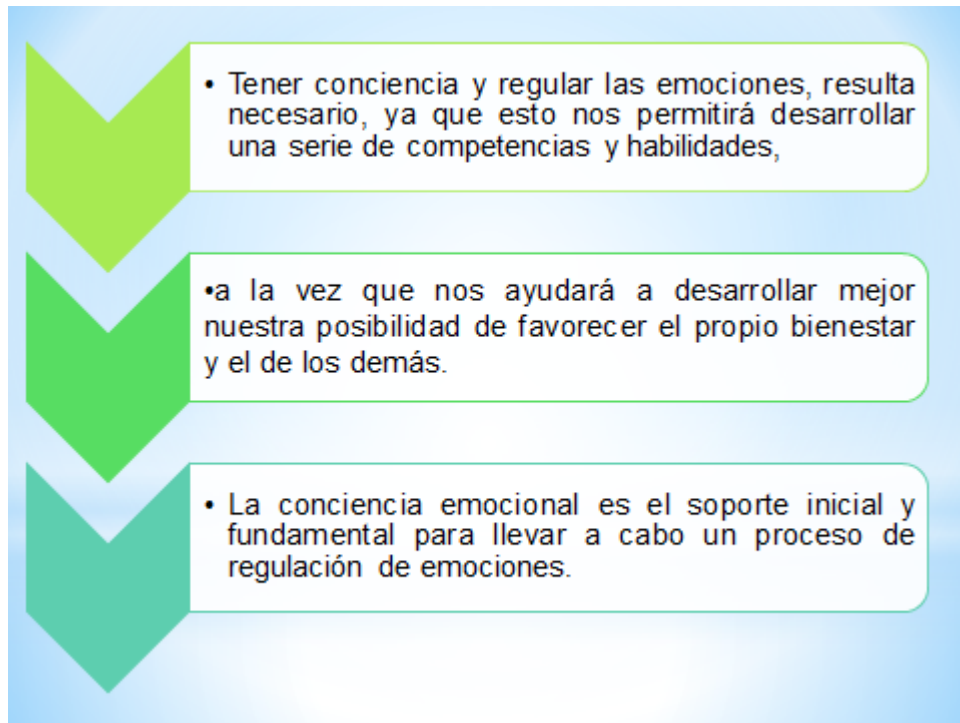 • Tener conciencia y regular las emociones, resulta
necesario, ya que esto nos permitirá desarrollar
una serie de competencias y habilidades,
•a la vez que nos ayudará a desarrollar mejor
nuestra posibilidad de favorecer el propio bienestar
y el de los demás.
• La conciencia emocional es el soporte inicial y
fundamental para llevar a cabo un proceso de
regulación de emociones.